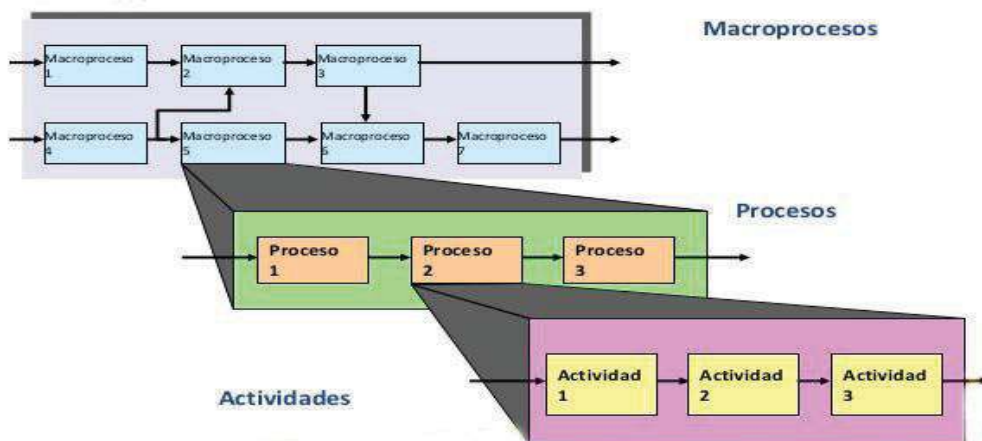 Macroprocesos
Macroproceso
1
Macroproceso
2
Macroproceso
3
Macroproceso
4
Macroproceso
5
Macroproceso
6
Macroproceso
7
Procesos
Proceso
1
Proceso
2
Proceso
3
Actividades
Actividad
1
Actividad
2
Actividad
3